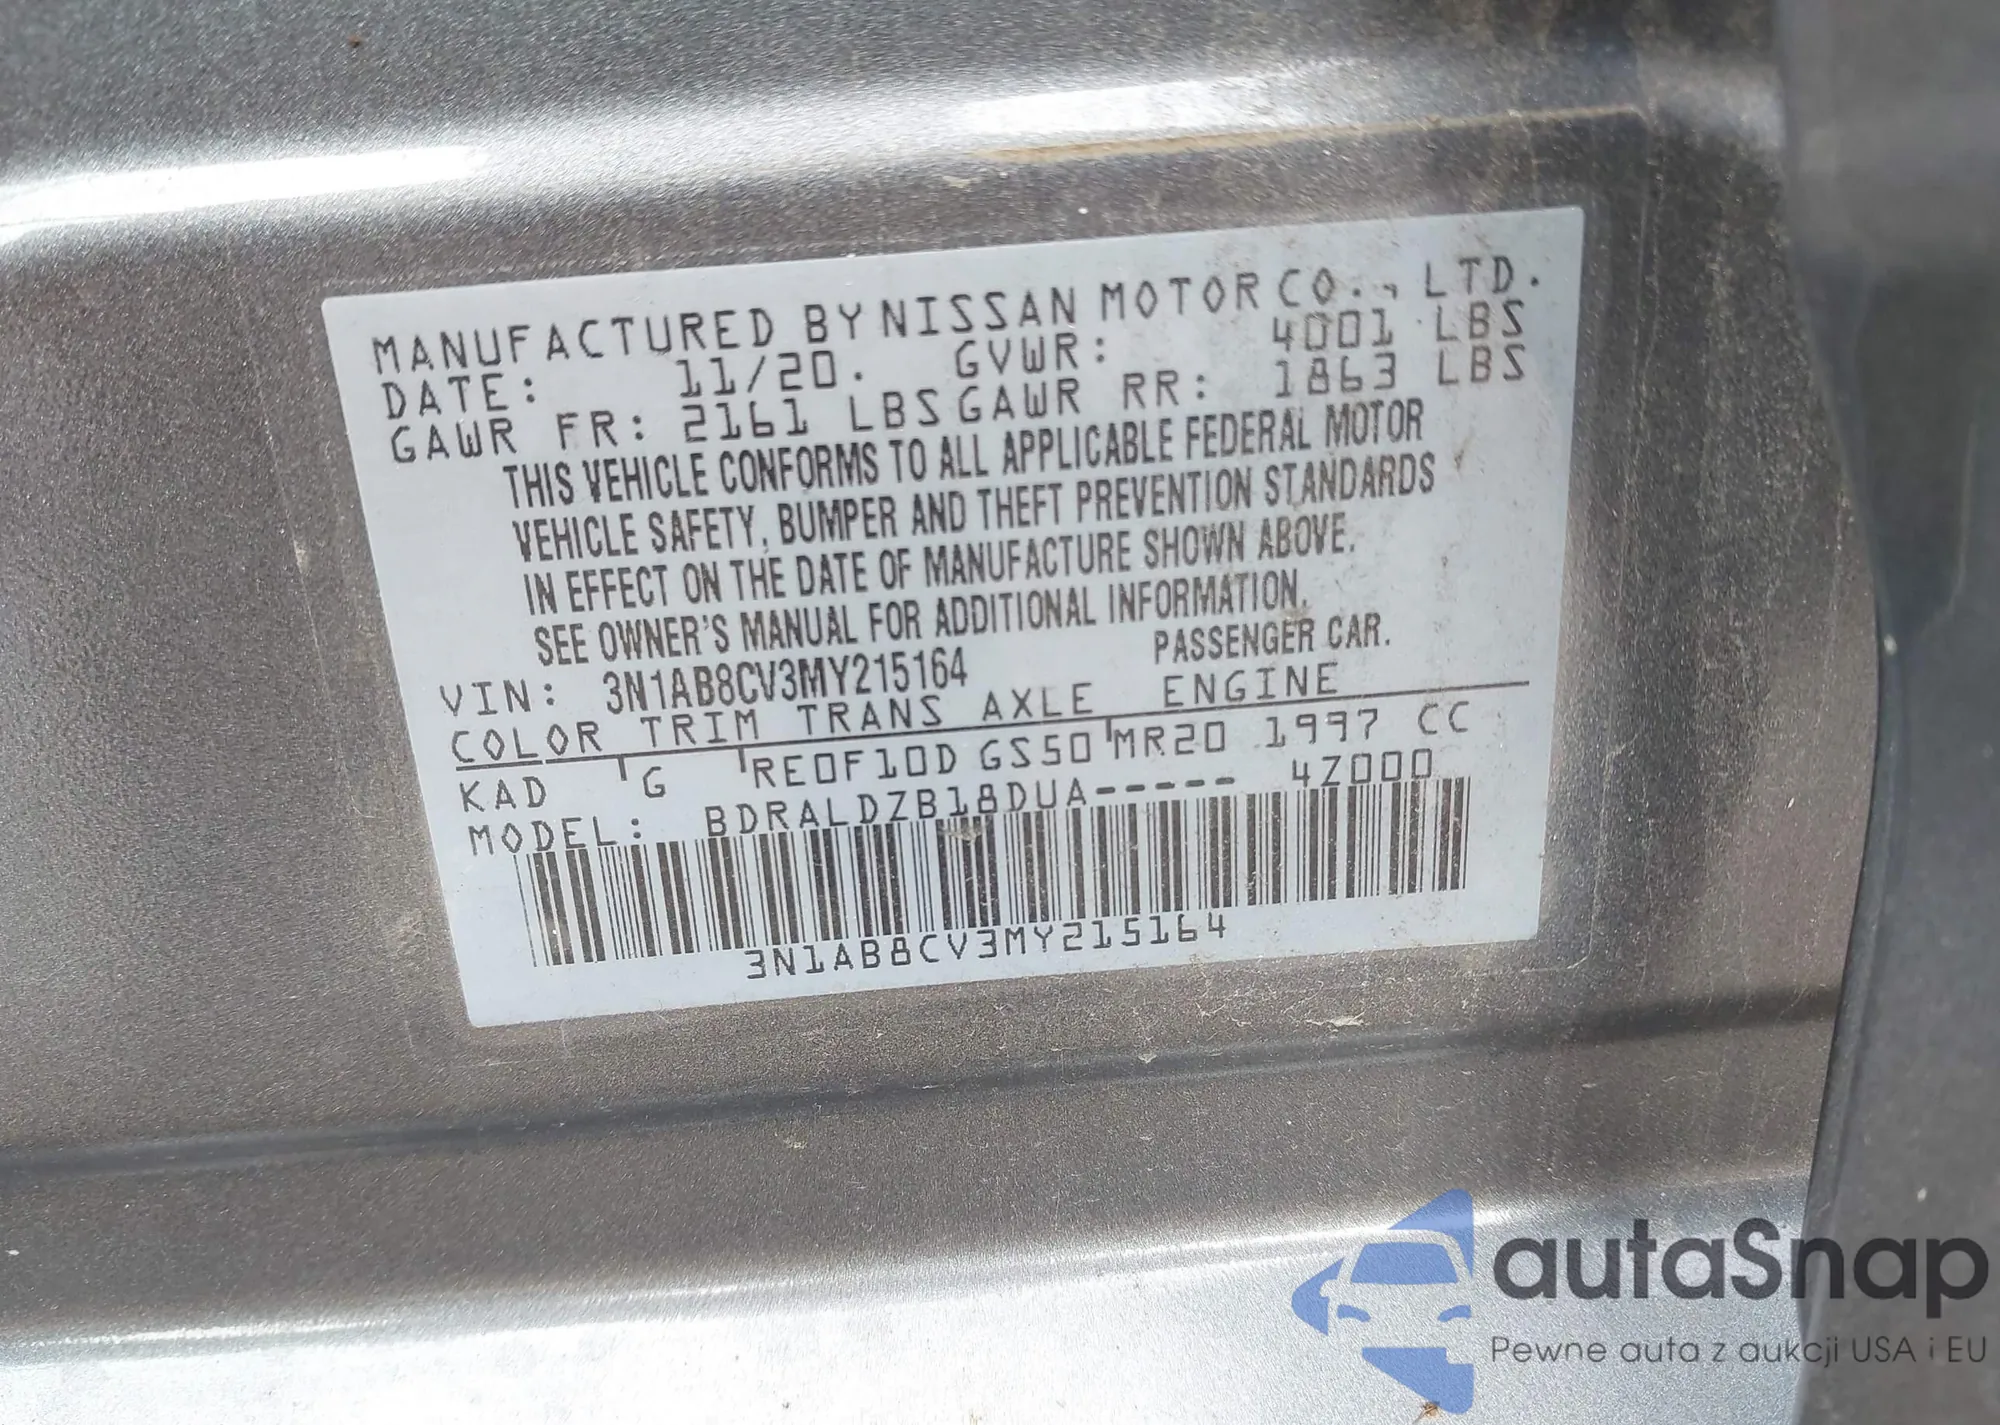 MANUFACTURED BY NISSAN MOTOR CO., LTD.
DATE: 11/20. GVWR: 4001 LBS
GAWR FR: 2161 LBS GAWR RR: 1863 LBS
THIS VEHICLE CONFORMS TO ALL APPLICABLE FEDERAL MOTOR
VEHICLE SAFETY, BUMPER AND THEFT PREVENTION STANDARDS
IN EFFECT ON THE DATE OF MANUFACTURE SHOWN ABOVE.
SEE OWNER'S MANUAL FOR ADDITIONAL INFORMATION.
VIN: 3N1AB8CV3MY215164 PASSENGER CAR.
COLOR TRIM TRANS AXLE ENGINE
KAD G RE0F10D GS50 MR20 1997 CC
MODEL: BDRALDZB18DUA----- 4Z000
3N1AB8CV3MY215164
autaSnap
Pewne auta z aukcji USA i EU